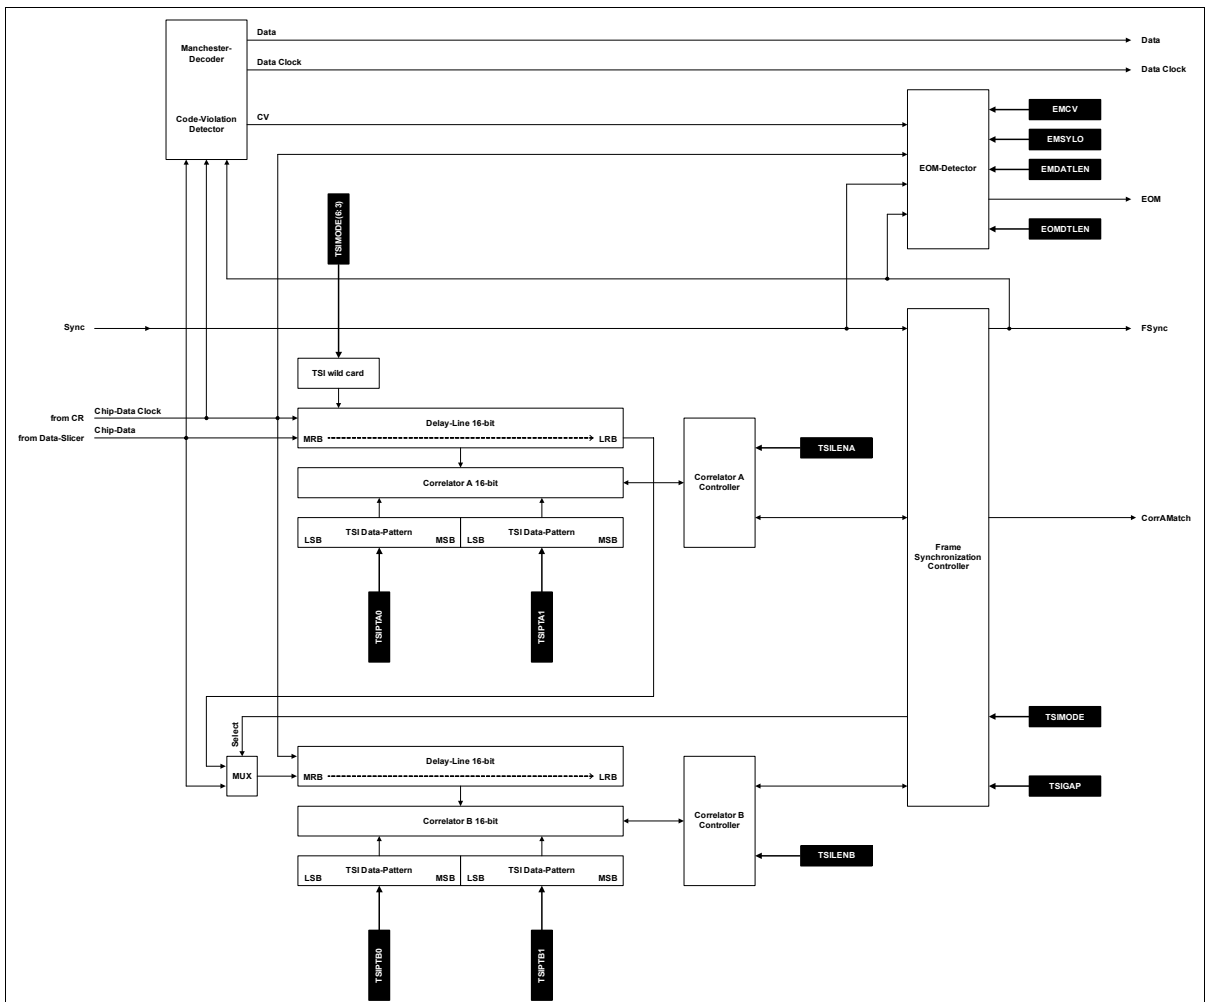 Data
Data
Manchester-
Decoder
Data Clock
Data Clock
Code-Violation
Detector
CV
EMCV
EMSYLO
EOM-Detector
EMDATLEN
EOM
EOMDTLEN
TSIMODE(6:3)
Sync
FSync
TSI wild card
from CR
Chip-Data Clock
Delay-Line 16-bit
from Data-Slicer
Chip-Data
MRB
LRB
TSILENA
Correlator A
Controller
Correlator A 16-bit
CorrAMatch
TSI Data-Pattern
TSI Data-Pattern
LSB
MSB
LSB
MSB
Frame
Synchronization
Controller
TSIPTA0
TSIPTA1
TSIMODE
Select
Delay-Line 16-bit
MUX
MRB
LRB
TSIGAP
Correlator B
Controller
Correlator B 16-bit
TSILENB
TSI Data-Pattern
TSI Data-Pattern
LSB
MSB
LSB
MSB
TSIPTB0
TSIPTB1